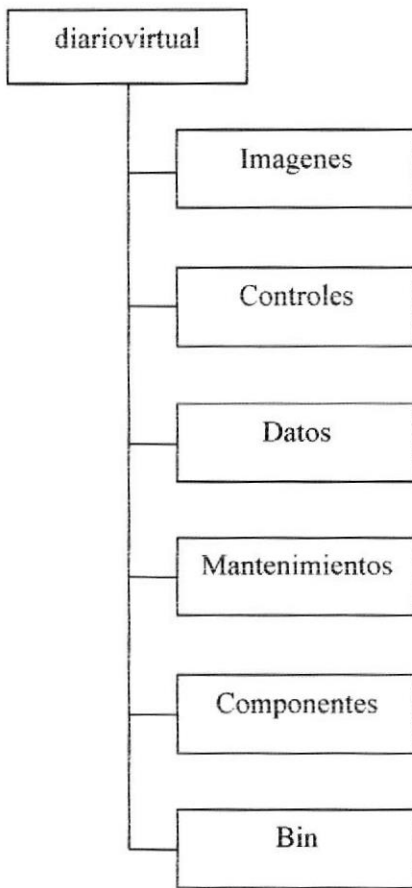 diariovirtual
Imagenes
Controles
Datos
Mantenimientos
Componentes
Bin